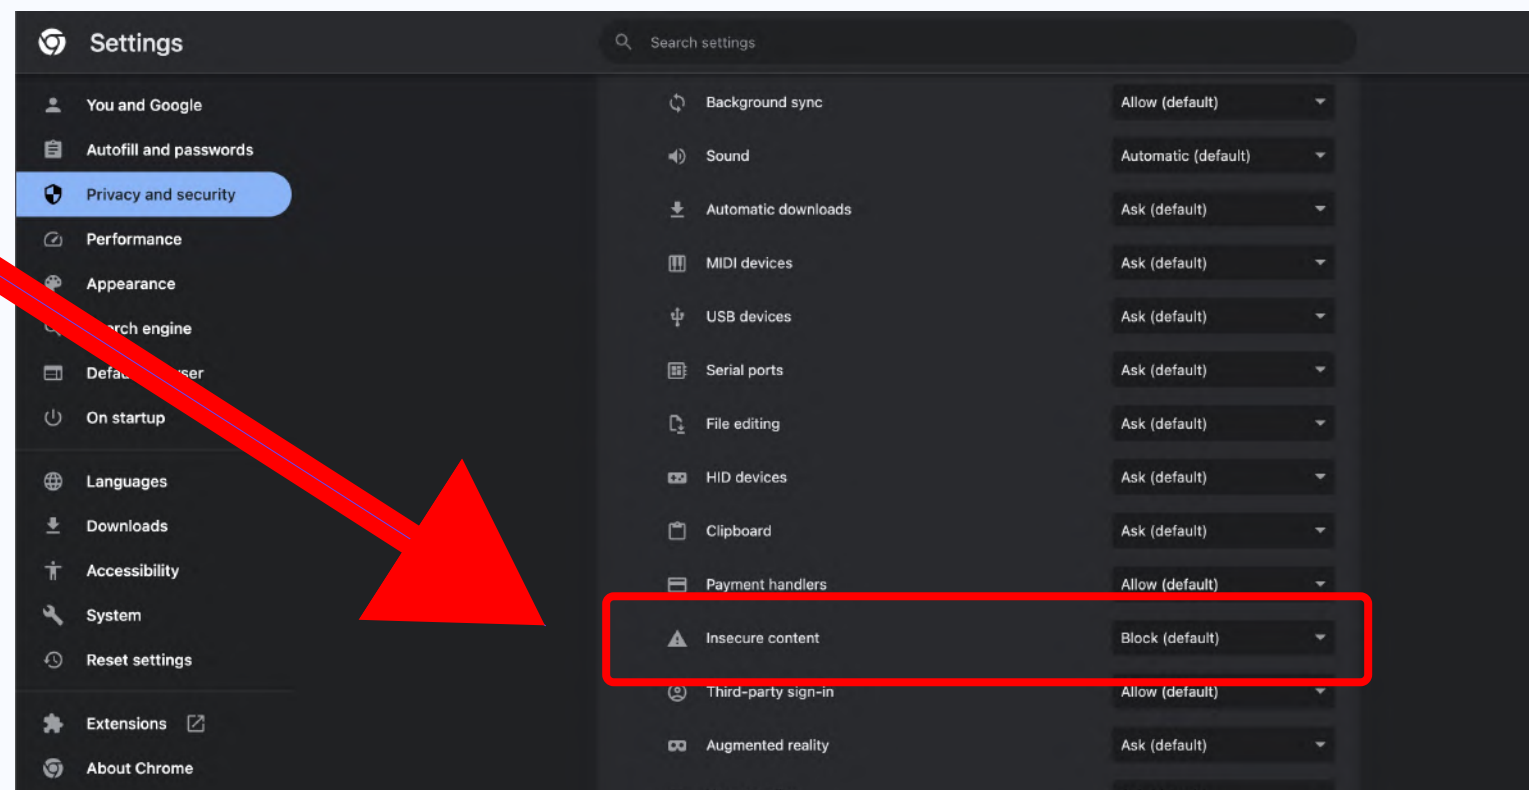 Settings
Search settings
You and Google
Autofill and passwords
Privacy and security
Performance
Appearance
engine
On startup
Languages
Downloads
Accessibility
System
Reset settings
Extensions
About Chrome
Background sync Allow (default)
Sound Automatic (default)
Automatic downloads Ask (default)
MIDI devices Ask (default)
USB devices Ask (default)
Serial ports Ask (default)
File editing Ask (default)
HID devices Ask (default)
Clipboard Ask (default)
Payment handlers Allow (default)
Insecure content Block (default)
Third-party sign-in Allow (default)
Augmented reality Ask (default)